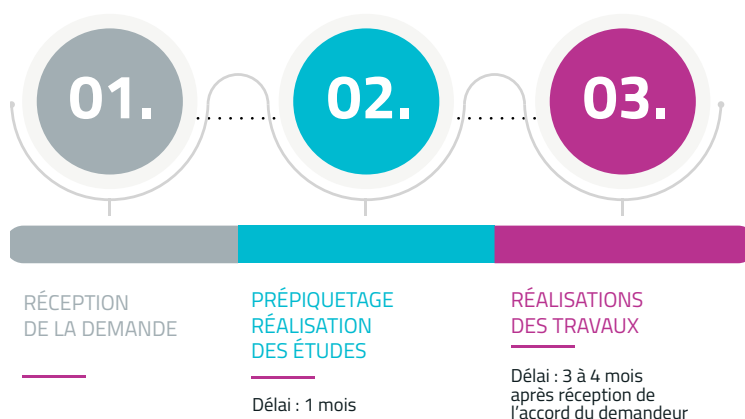 01.
02.
03.
RÉCEPTION
DE LA DEMANDE
PRÉPIQUETAGE
RÉALISATION
DES ÉTUDES
Délai : 1 mois
RÉALISATIONS
DES TRAVAUX
Délai : 3 à 4 mois
après réception de
l'accord du demandeur